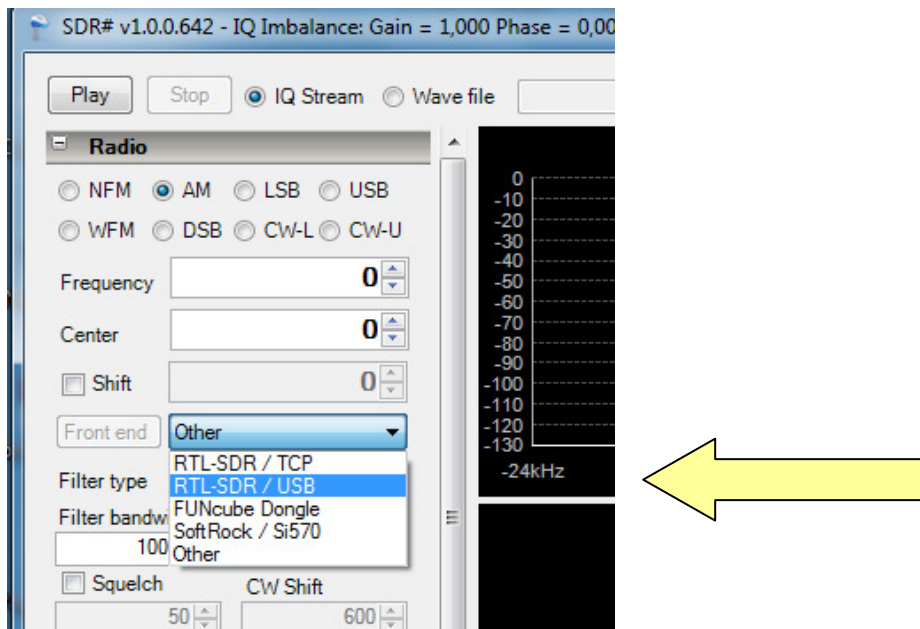 SDR# v1.0.0.642 - IQ Imbalance: Gain = 1,000 Phase = 0,00
Play Stop IQ Stream Wave file
Radio
NFM AM LSB USB
WFM DSB CW-L CW-U
Frequency 0
Center 0
Shift 0
Front end Other
RTL-SDR / TCP
Filter type RTL-SDR / USB
Filter bandw FUNcube Dongle
SoftRock / Si570
100 Other
Squelch CW Shift
50 600
0
-10
-20
-30
-40
-50
-60
-70
-80
-90
-100
-110
-120
-130
-24kHz